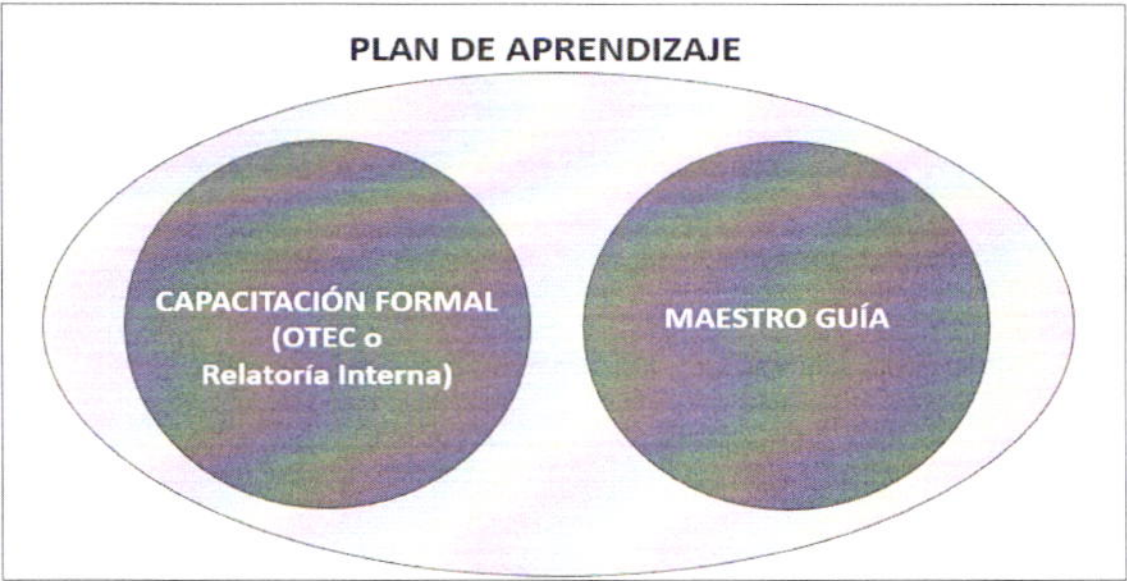 PLAN DE APRENDIZAJE
CAPACITACIÓN FORMAL
(OTEC o
Relatoría Interna)
MAESTRO GUÍA